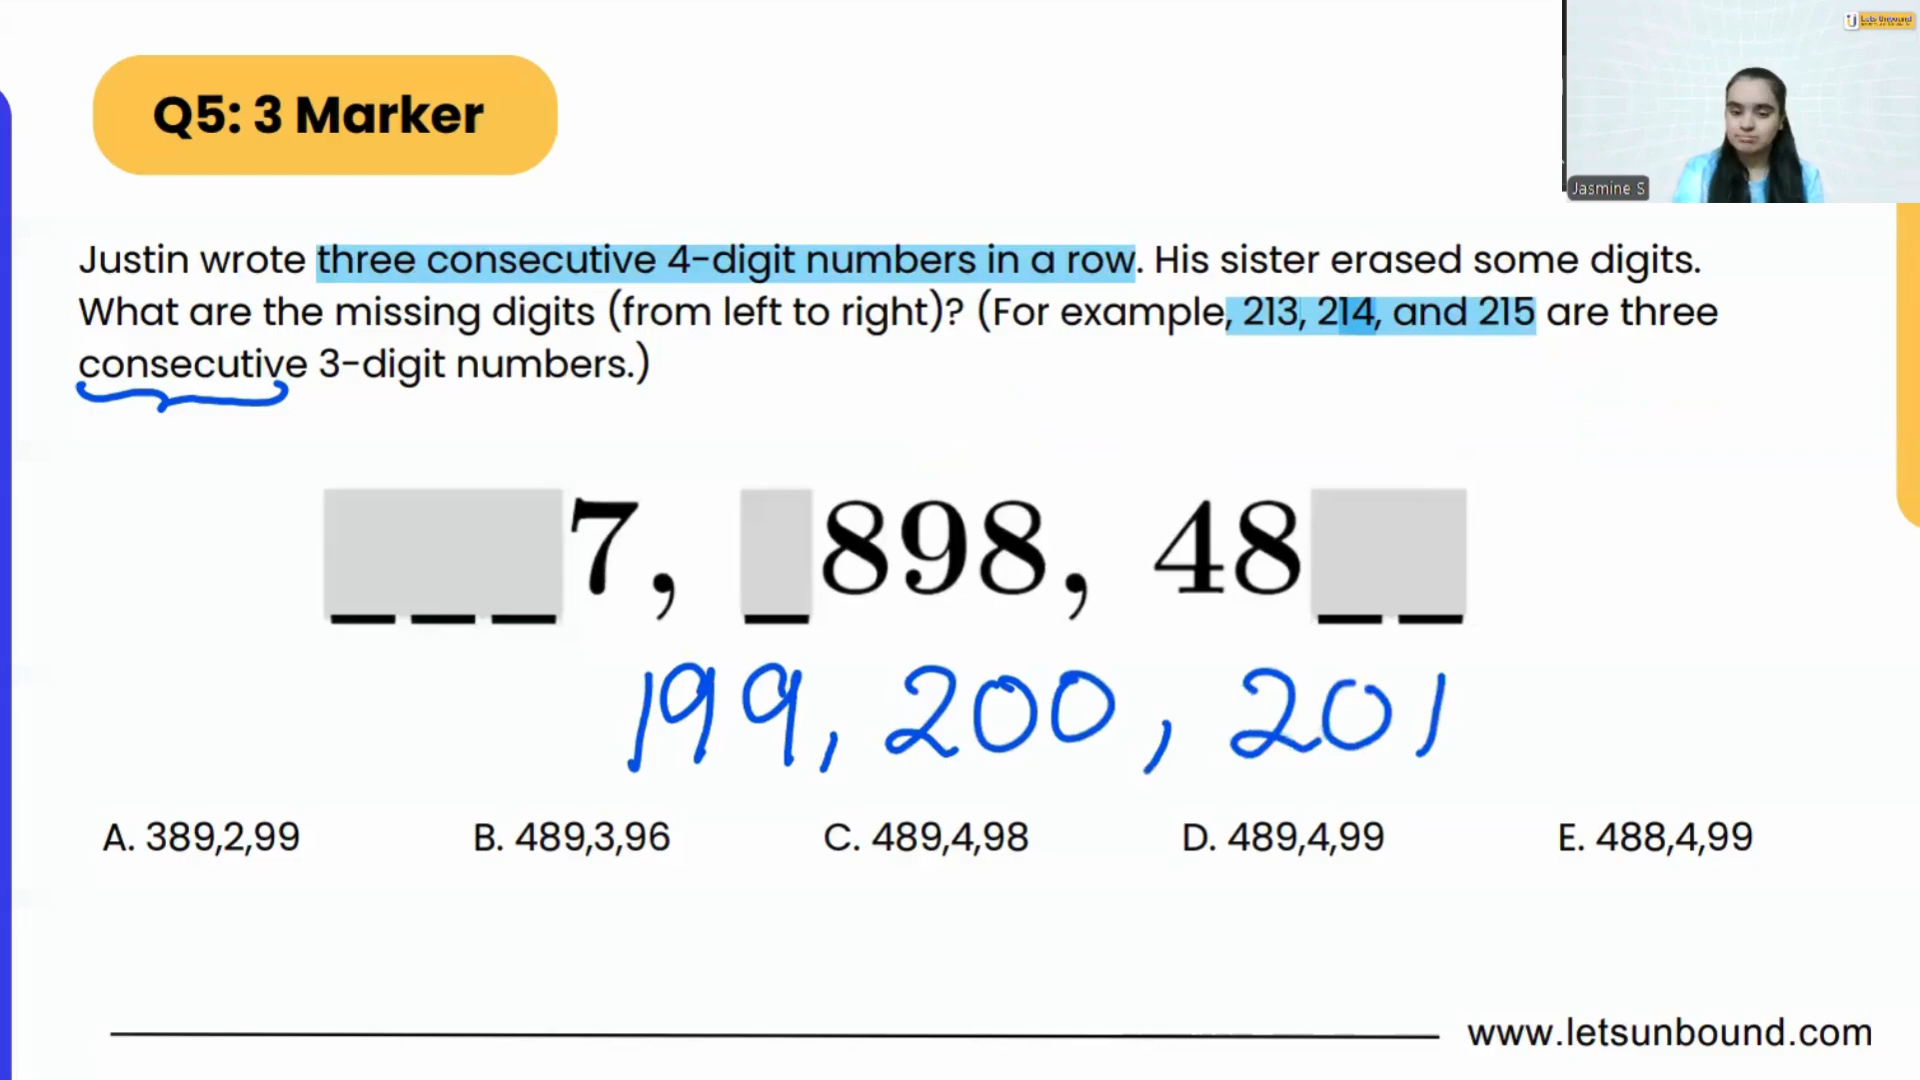 Q5: 3 Marker
Jasmine S
Justin wrote three consecutive 4-digit numbers in a row. His sister erased some digits.
What are the missing digits (from left to right)? (For example, 213, 214, and 215 are three
consecutive 3-digit numbers.)
_ _ _ 7, _ 898, 48 _ _
199, 200, 201
A. 389,2,99 B. 489,3,96 C. 489,4,98 D. 489,4,99 E. 488,4,99
www.letsunbound.com